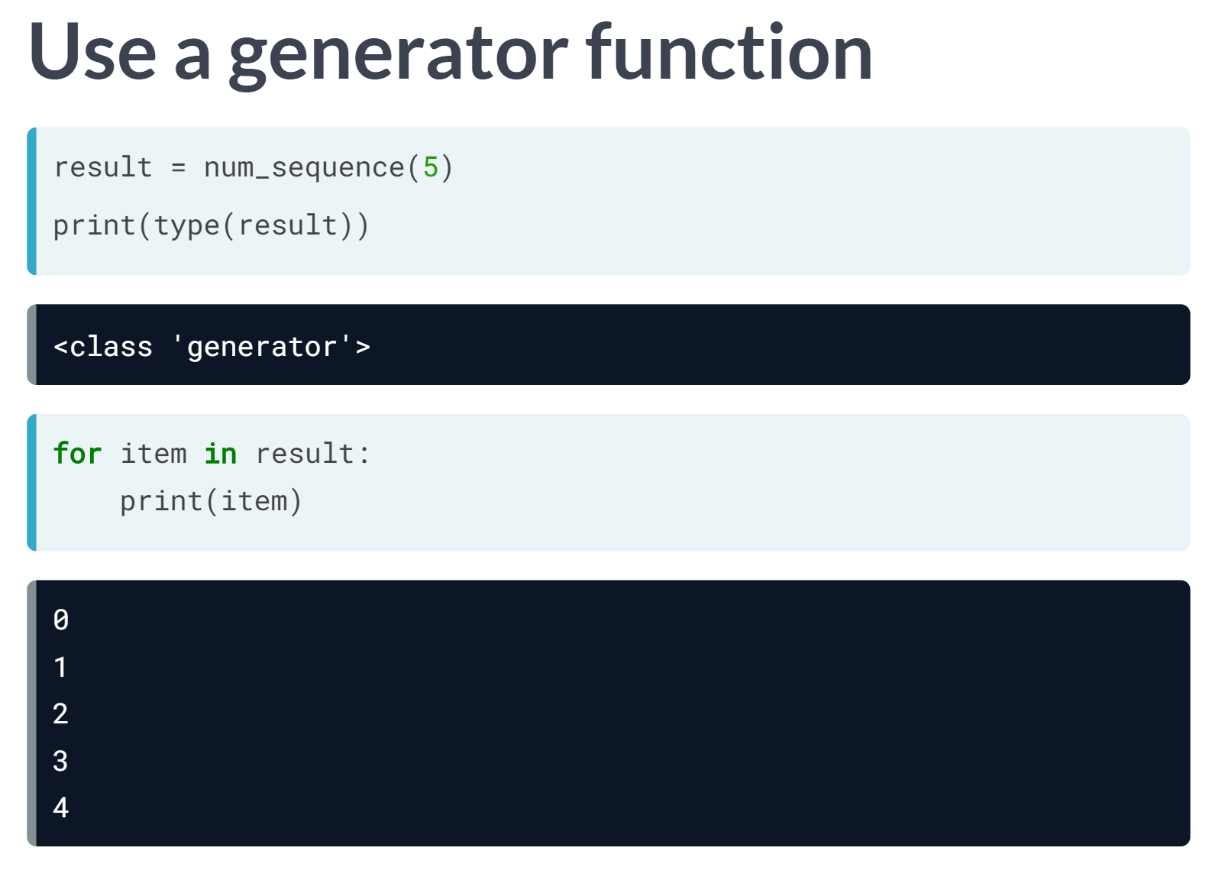 Use a generator function
result = num_sequence(5)
print(type(result))
<class 'generator'>
for item in result:
    print(item)
0
1
2
3
4